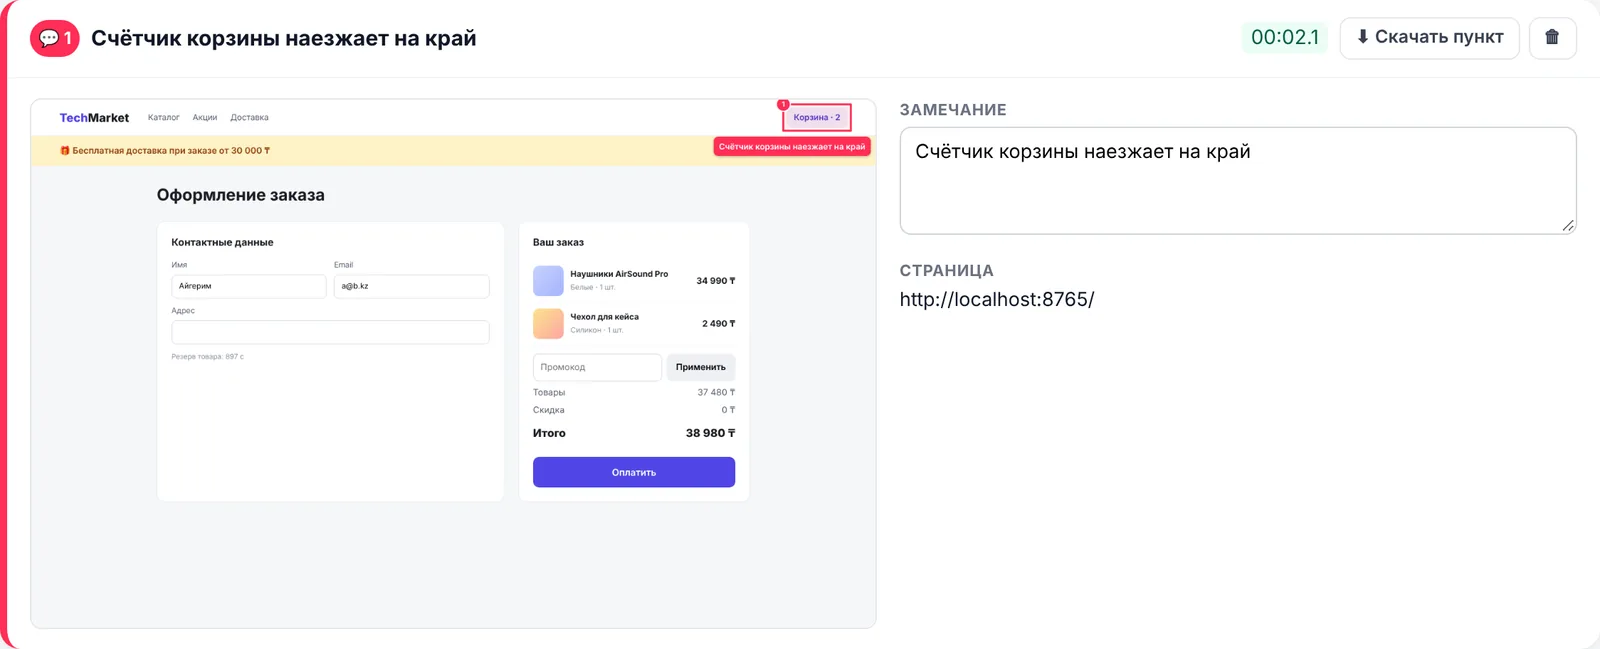 💬 1 Счётчик корзины наезжает на край 00:02.1 ⬇ Скачать пункт
TechMarket Каталог Акции Доставка Корзина · 2
1
🎁 Бесплатная доставка при заказе от 30 000 ₸
Счётчик корзины наезжает на край
Оформление заказа
Контактные данные
Имя Email
Айгерим a@b.kz
Адрес
Резерв товара: 897 с
Ваш заказ
Наушники AirSound Pro 34 990 ₸
Белые · 1 шт.
Чехол для кейса 2 490 ₸
Силикон · 1 шт.
Промокод Применить
Товары 37 480 ₸
Скидка 0 ₸
Итого 38 980 ₸
Оплатить
ЗАМЕЧАНИЕ
Счётчик корзины наезжает на край
СТРАНИЦА
http://localhost:8765/